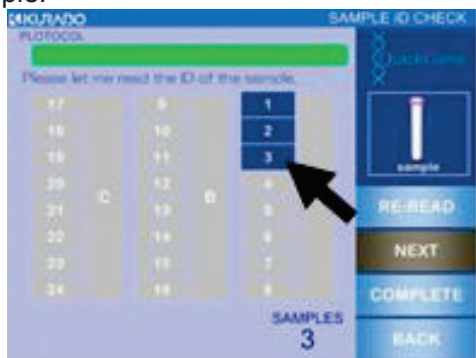 ple.
KURABO SAMPLE ID CHECK
PLOTOCOL
QuickGene
Please let me read the ID of the sample.
17 9 1
18 10 2
19 11 3
sample
20 12 4
C B
21 13 5
RE-READ
22 14 6
NEXT
23 15 7
24 16 8
COMPLETE
SAMPLES
3
BACK